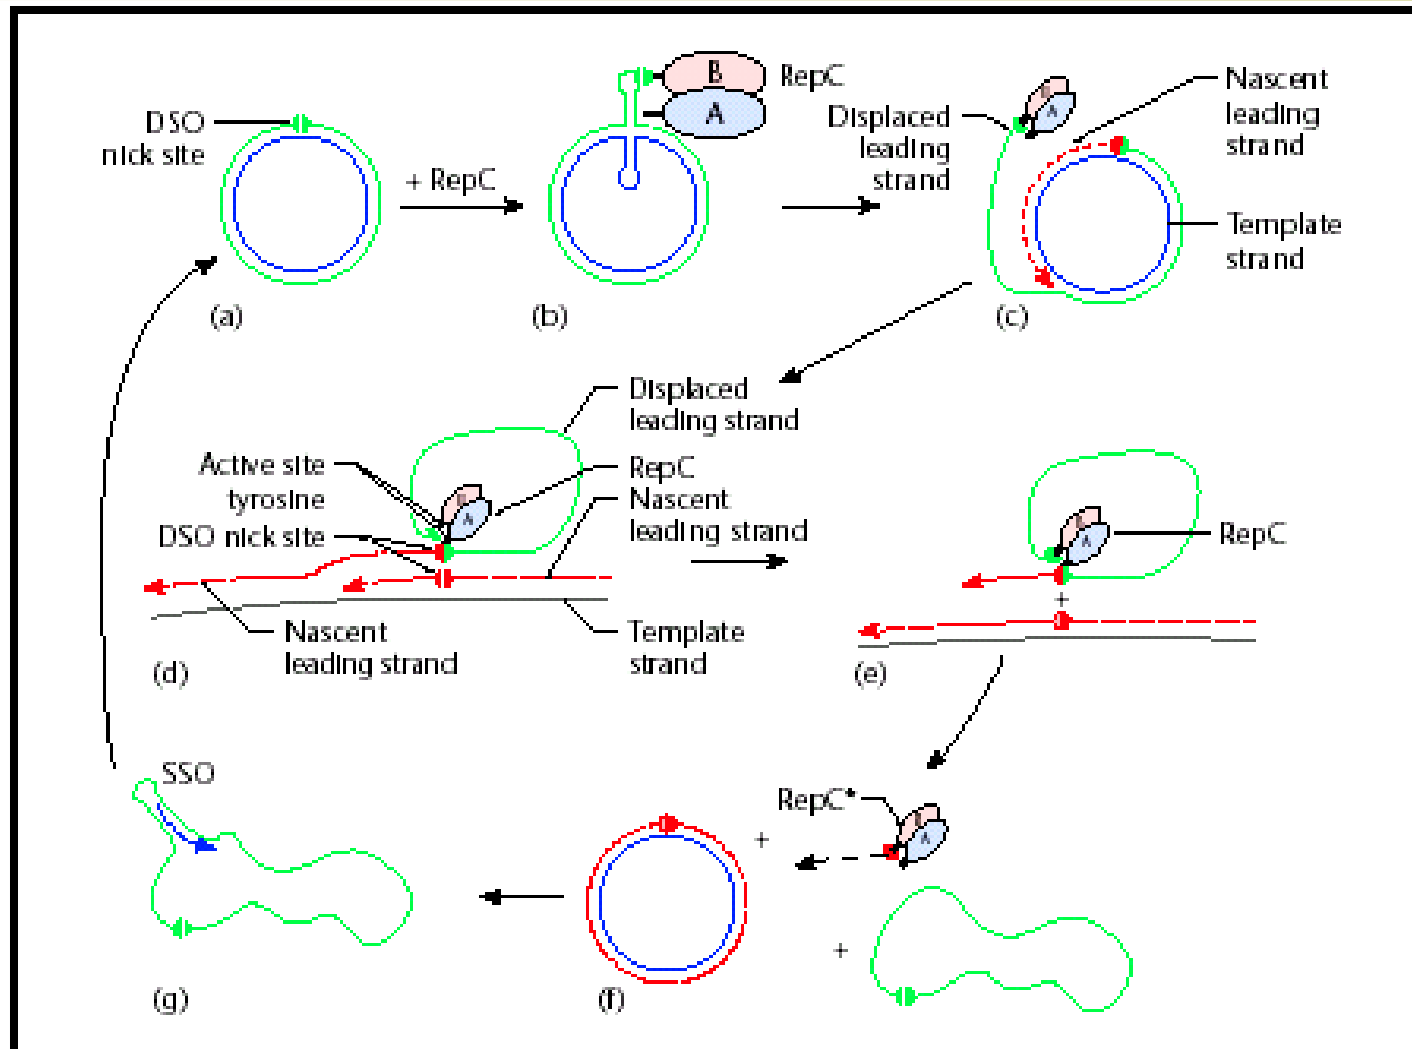 DSO
nick site
+ RepC
(a)
B
A
RepC
(b)
Displaced
leading
strand
B
A
Nascent
leading
strand
Template
strand
(c)
Displaced
leading strand
Active site
tyrosine
DSO nick site
B
A
RepC
Nascent
leading strand
Nascent
leading strand
Template
strand
(d)
B
A
RepC
+
(e)
SSO
(g)
+
RepC*
B
A
+
(f)